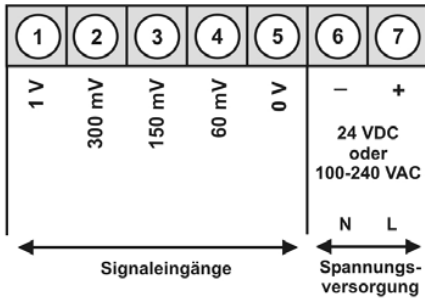 1 2 3 4 5 6 7
1 V
300 mV
150 mV
60 mV
0 V
– +
24 VDC
oder
100-240 VAC
N L
Signaleingänge
Spannungs-
versorgung